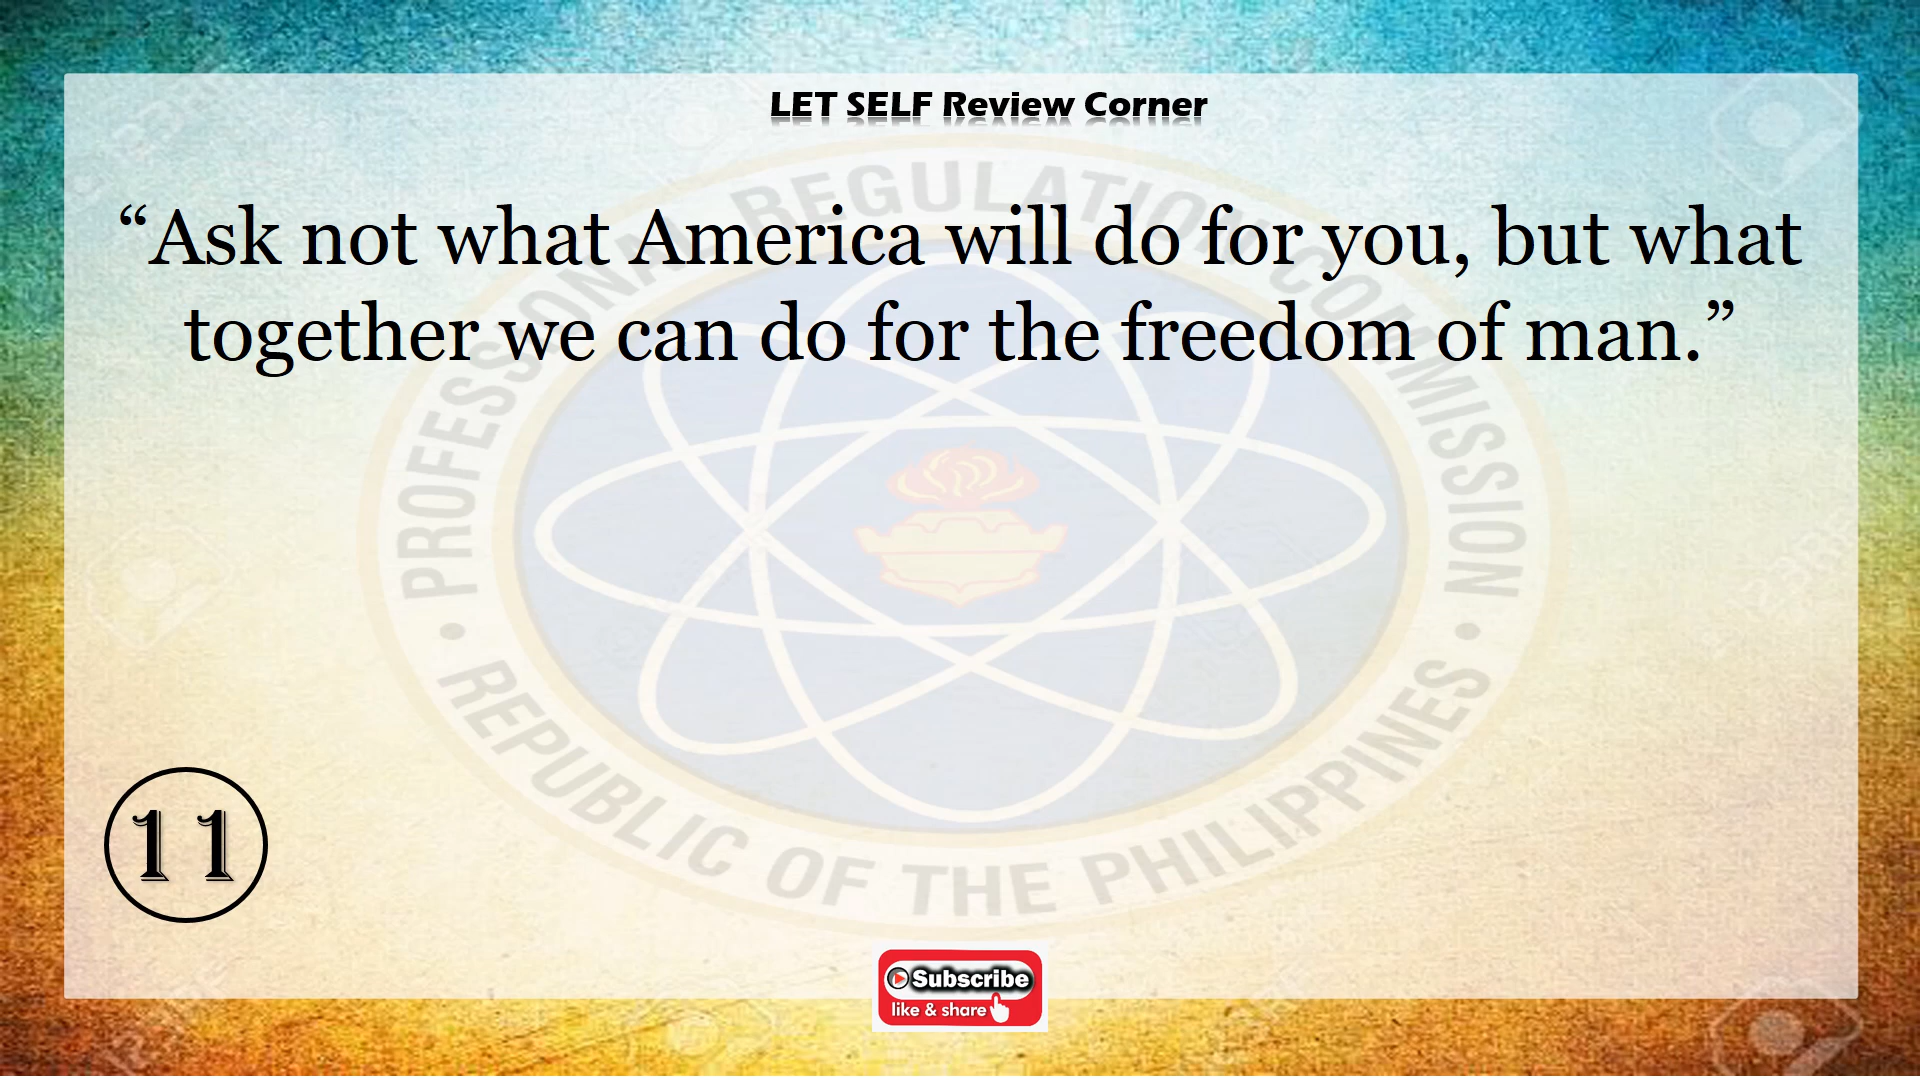 LET SELF Review Corner
“Ask not what America will do for you, but what
together we can do for the freedom of man.”
PROFESSIONAL REGULATION COMMISSION
• REPUBLIC OF THE PHILIPPINES •
11
Subscribe
like & share